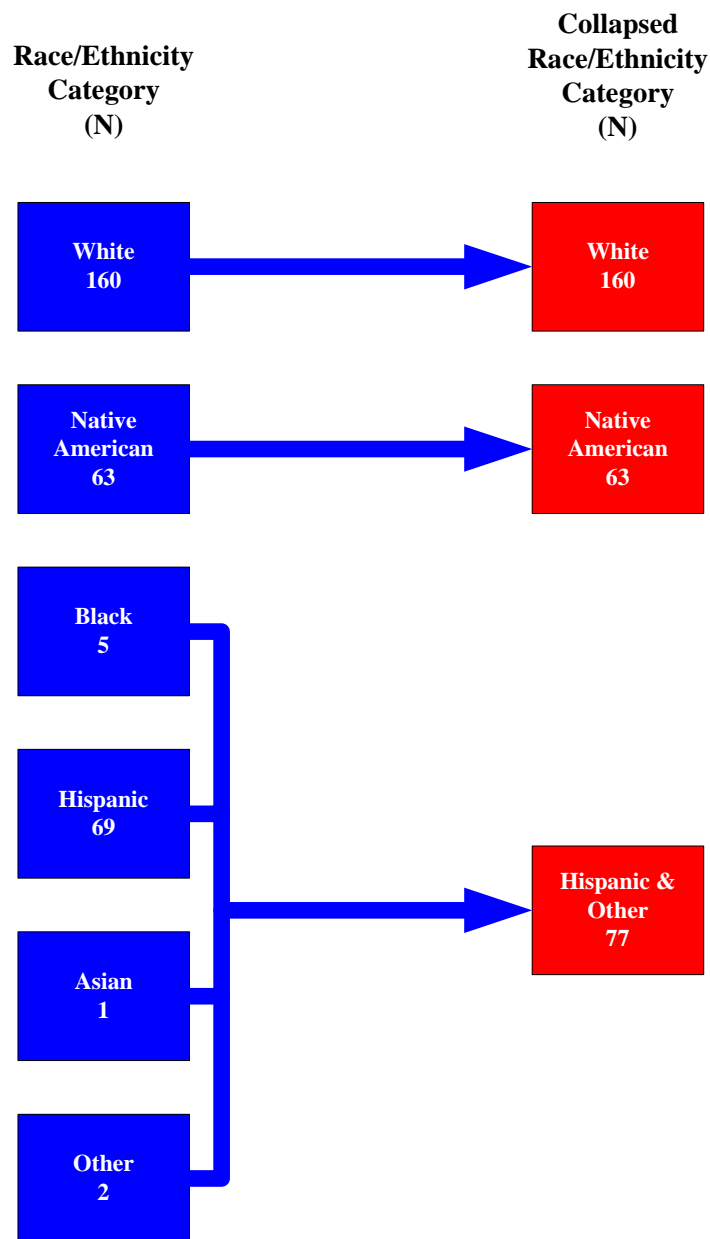 Race/Ethnicity
Category
(N)
Collapsed
Race/Ethnicity
Category
(N)
White
160
White
160
Native
American
63
Native
American
63
Black
5
Hispanic
69
Asian
1
Other
2
Hispanic &
Other
77